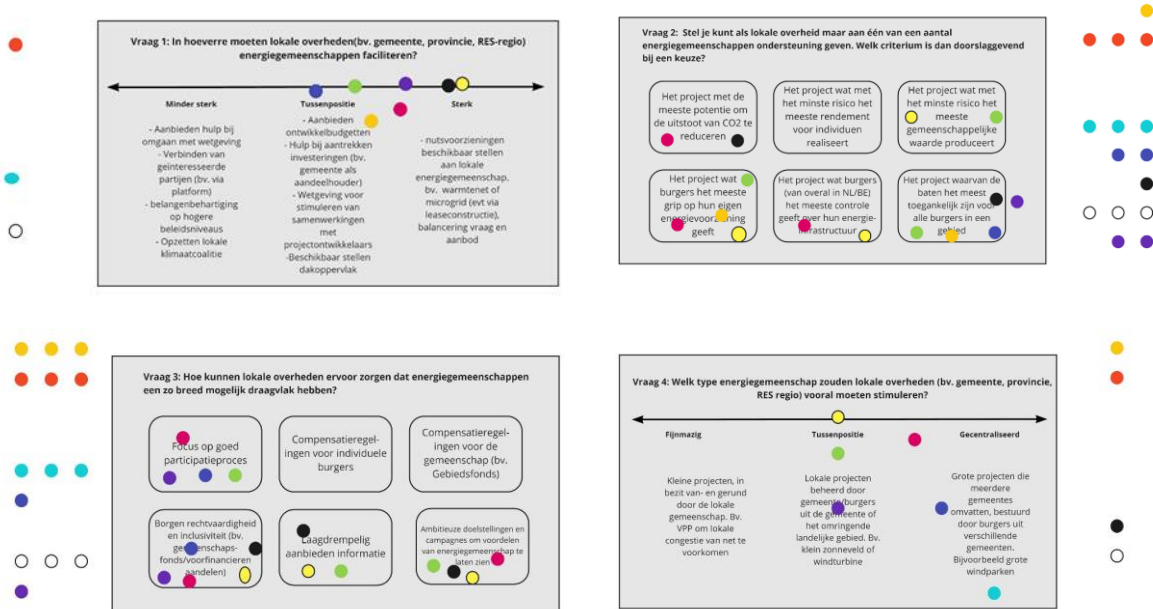 Vraag 1: In hoeverre moeten lokale overheden(bv. gemeente, provincie, RES-regio)
energiegemeenschappen faciliteren?
Minder sterk
- Aanbieden hulp bij
omgaan met wetgeving
- Verbinden van
geïnteresseerde
partijen (bv. via
platform)
- belangenbehartiging
op hogere
beleidsniveaus
- Opzetten lokale
klimaatcoalitie
Tussenpositie
- Aanbieden
ontwikkelbudgetten
- Hulp bij aantrekken
investeringen (bv.
gemeente als
aandeelhouder)
- Wetgeving voor
stimuleren van
samenwerkingen
met
projectontwikkelaars
-Beschikbaar stellen
dakoppervlak
Sterk
- nutsvoorzieningen
beschikbaar stellen
aan lokale
energiegemeenschap,
bv. warmtenet of
microgrid (evt via
leaseconstructie),
balancering vraag en
aanbod
Vraag 2: Stel je kunt als lokale overheid maar aan één van een aantal
energiegemeenschappen ondersteuning geven. Welk criterium is dan doorslaggevend
bij een keuze?
Het project met de
meeste potentie om
de uitstoot van CO2 te
reduceren
Het project wat met
het minste risico het
meeste rendement
voor individuen
realiseert
Het project wat met
het minste risico het
meeste
gemeenschappelijke
waarde produceert
Het project wat
burgers het meeste
grip op hun eigen
energievoorziening
geeft
Het project wat burgers
(van overal in NL/BE)
het meeste controle
geeft over hun energie-
infrastructuur
Het project waarvan de
baten het meest
toegankelijk zijn voor
alle burgers in een
gebied
Vraag 3: Hoe kunnen lokale overheden ervoor zorgen dat energiegemeenschappen
een zo breed mogelijk draagvlak hebben?
Focus op goed
participatieproces
Compensatieregel-
ingen voor individuele
burgers
Compensatieregel-
ingen voor de
gemeenschap (bv.
Gebiedsfonds)
Borgen rechtvaardigheid
en inclusiviteit (bv.
gemeenschaps-
fonds/voorfinancieren
aandelen)
Laagdrempelig
aanbieden informatie
Ambitieuze doelstellingen en
campagnes om voordelen
van energiegemeenschap te
laten zien
Vraag 4: Welk type energiegemeenschap zouden lokale overheden (bv. gemeente, provincie,
RES regio) vooral moeten stimuleren?
Fijnmazig
Kleine projecten, in
bezit van- en gerund
door de lokale
gemeenschap. Bv.
VPP om lokale
congestie van net te
voorkomen
Tussenpositie
Lokale projecten
beheerd door
gemeente/burgers
uit de gemeente of
het omringende
landelijke gebied. Bv.
klein zonneveld of
windturbine
Gecentraliseerd
Grote projecten die
meerdere
gemeentes
omvatten, bestuurd
door burgers uit
verschillende
gemeenten.
Bijvoorbeeld grote
windparken